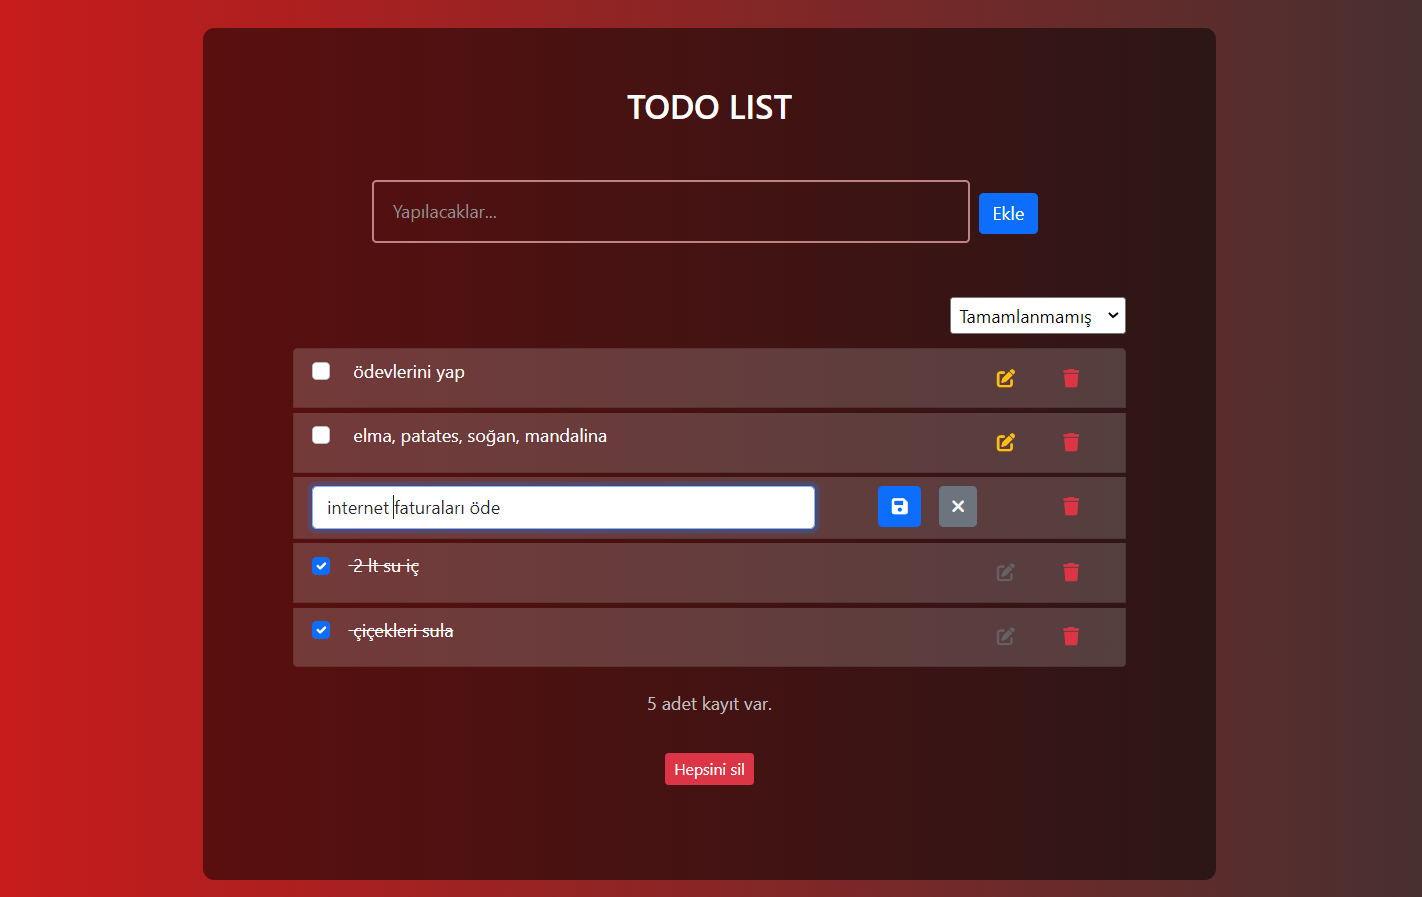 TODO LIST
Yapılacaklar...
Ekle
Tamamlanmamış
ödevlerini yap
elma, patates, soğan, mandalina
internet faturaları öde
2 lt su iç
çiçekleri sula
5 adet kayıt var.
Hepsini sil